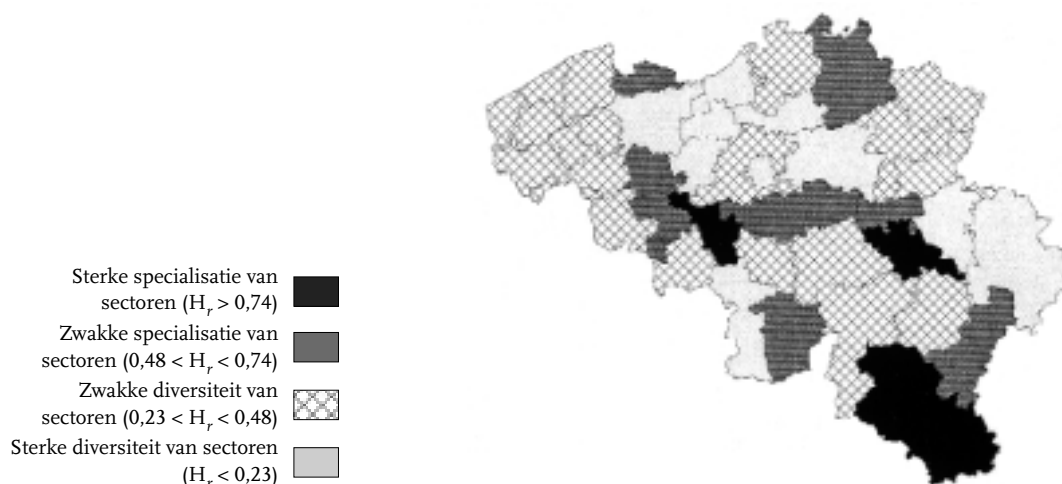 Sterke specialisatie van
sectoren (Hr > 0,74)
Zwakke specialisatie van
sectoren (0,48 < Hr < 0,74)
Zwakke diversiteit van
sectoren (0,23 < Hr < 0,48)
Sterke diversiteit van sectoren
(Hr < 0,23)